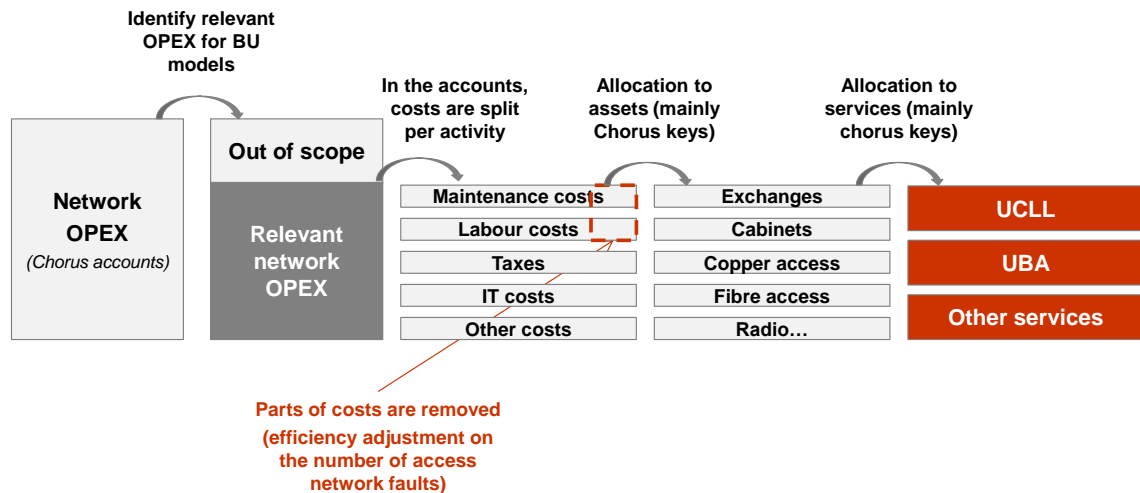 Identify relevant
OPEX for BU
models
In the accounts,
costs are split
per activity
Allocation to
assets (mainly
Chorus keys)
Allocation to
services (mainly
chorus keys)
Network
OPEX
(Chorus accounts)
Out of scope
Relevant
network
OPEX
Maintenance costs
Labour costs
Taxes
IT costs
Other costs
Exchanges
Cabinets
Copper access
Fibre access
Radio…
UCLL
UBA
Other services
Parts of costs are removed
(efficiency adjustment on
the number of access
network faults)